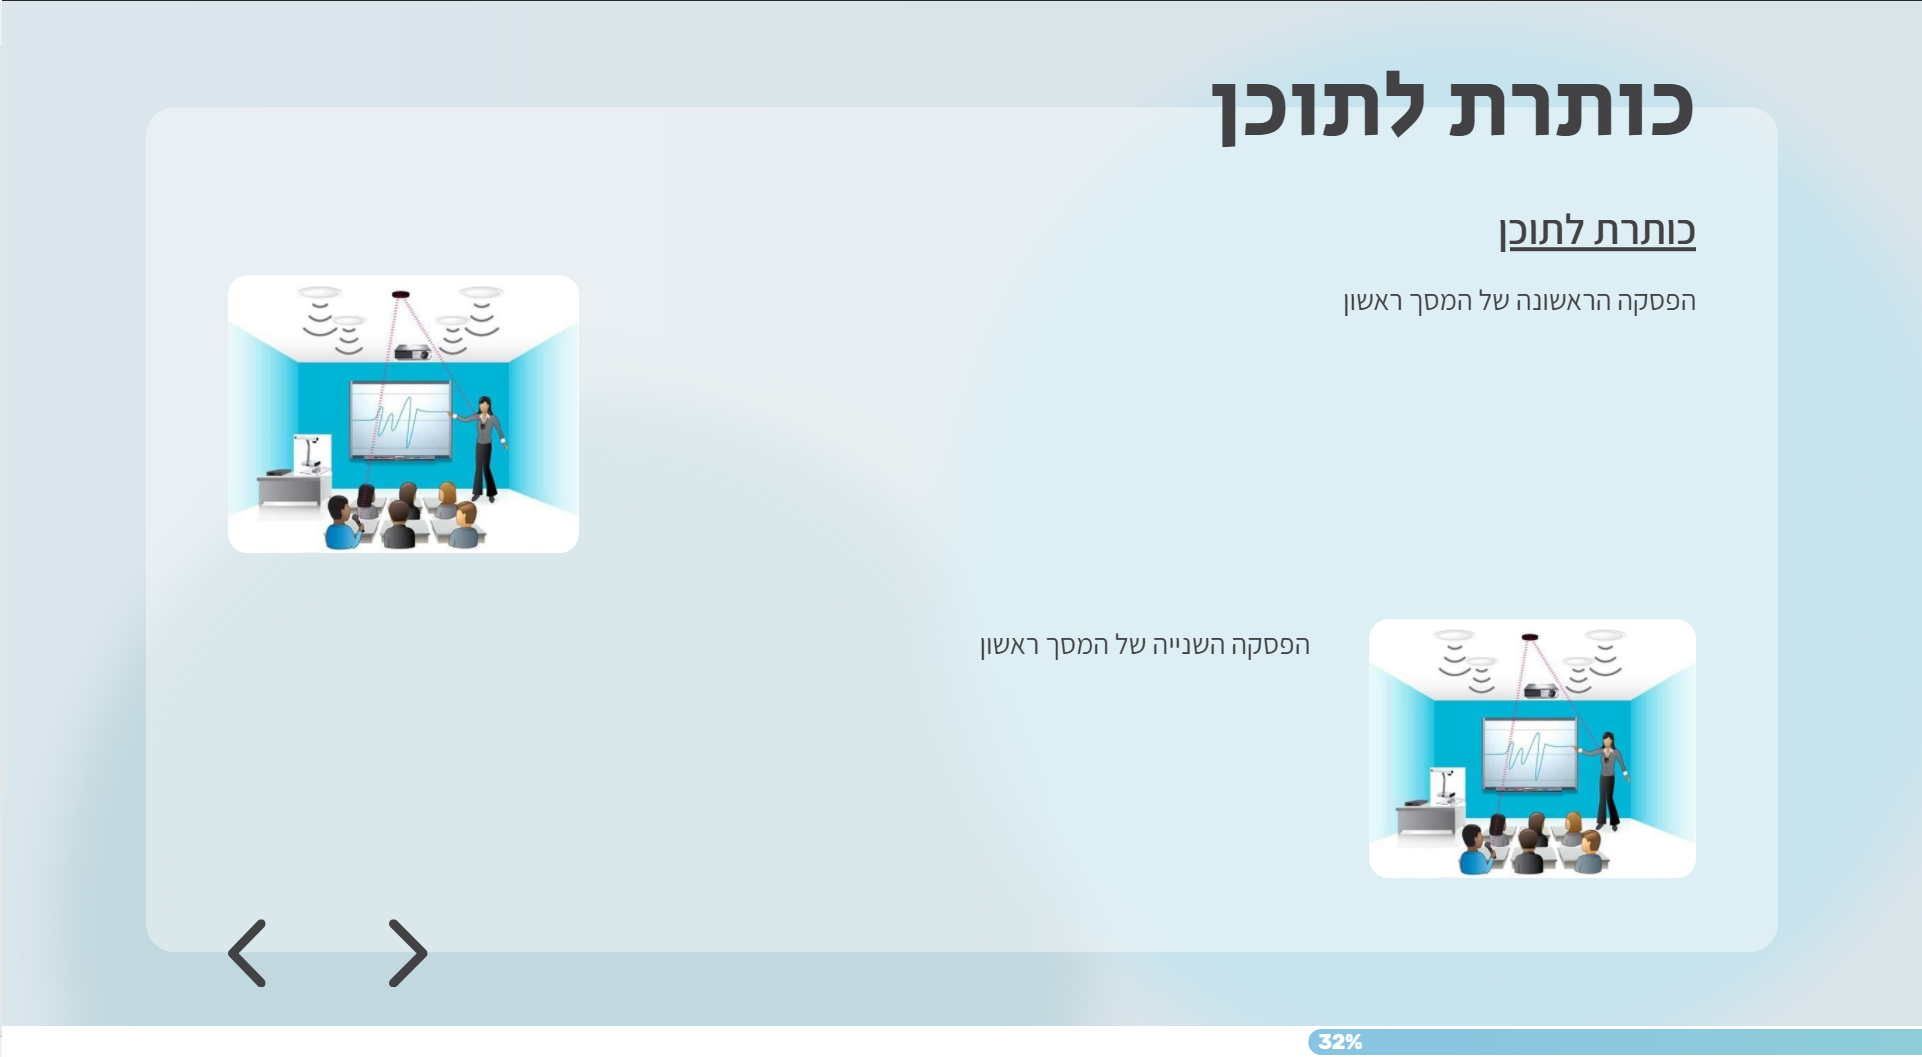 כותרת לתוכן
כותרת לתוכן
הפסקה הראשונה של המסך ראשון
הפסקה השנייה של המסך ראשון
32%